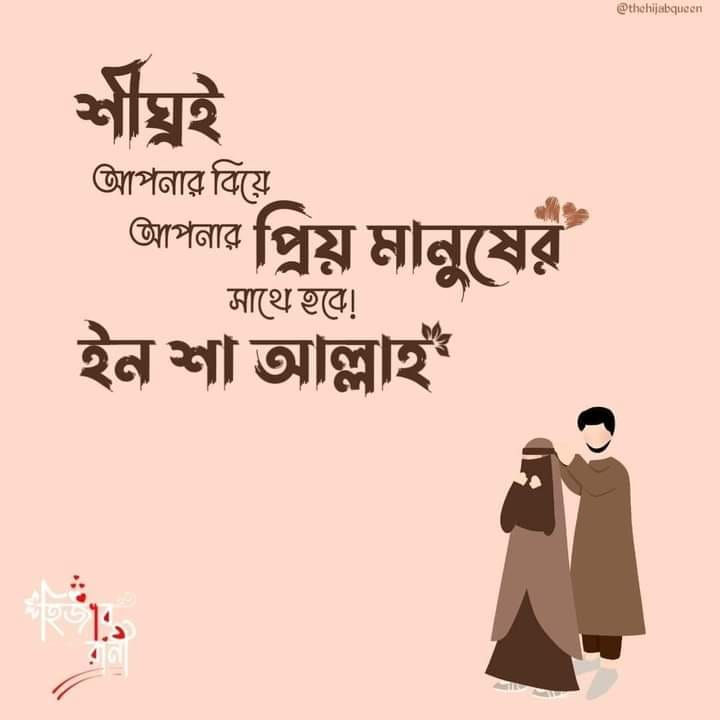 @thehijabqueen
শীঘ্রই
আপনার বিয়ে
আপনার প্রিয় মানুষের
সাথে হবে!
ইন শা আল্লাহ
হিজাব
রানী